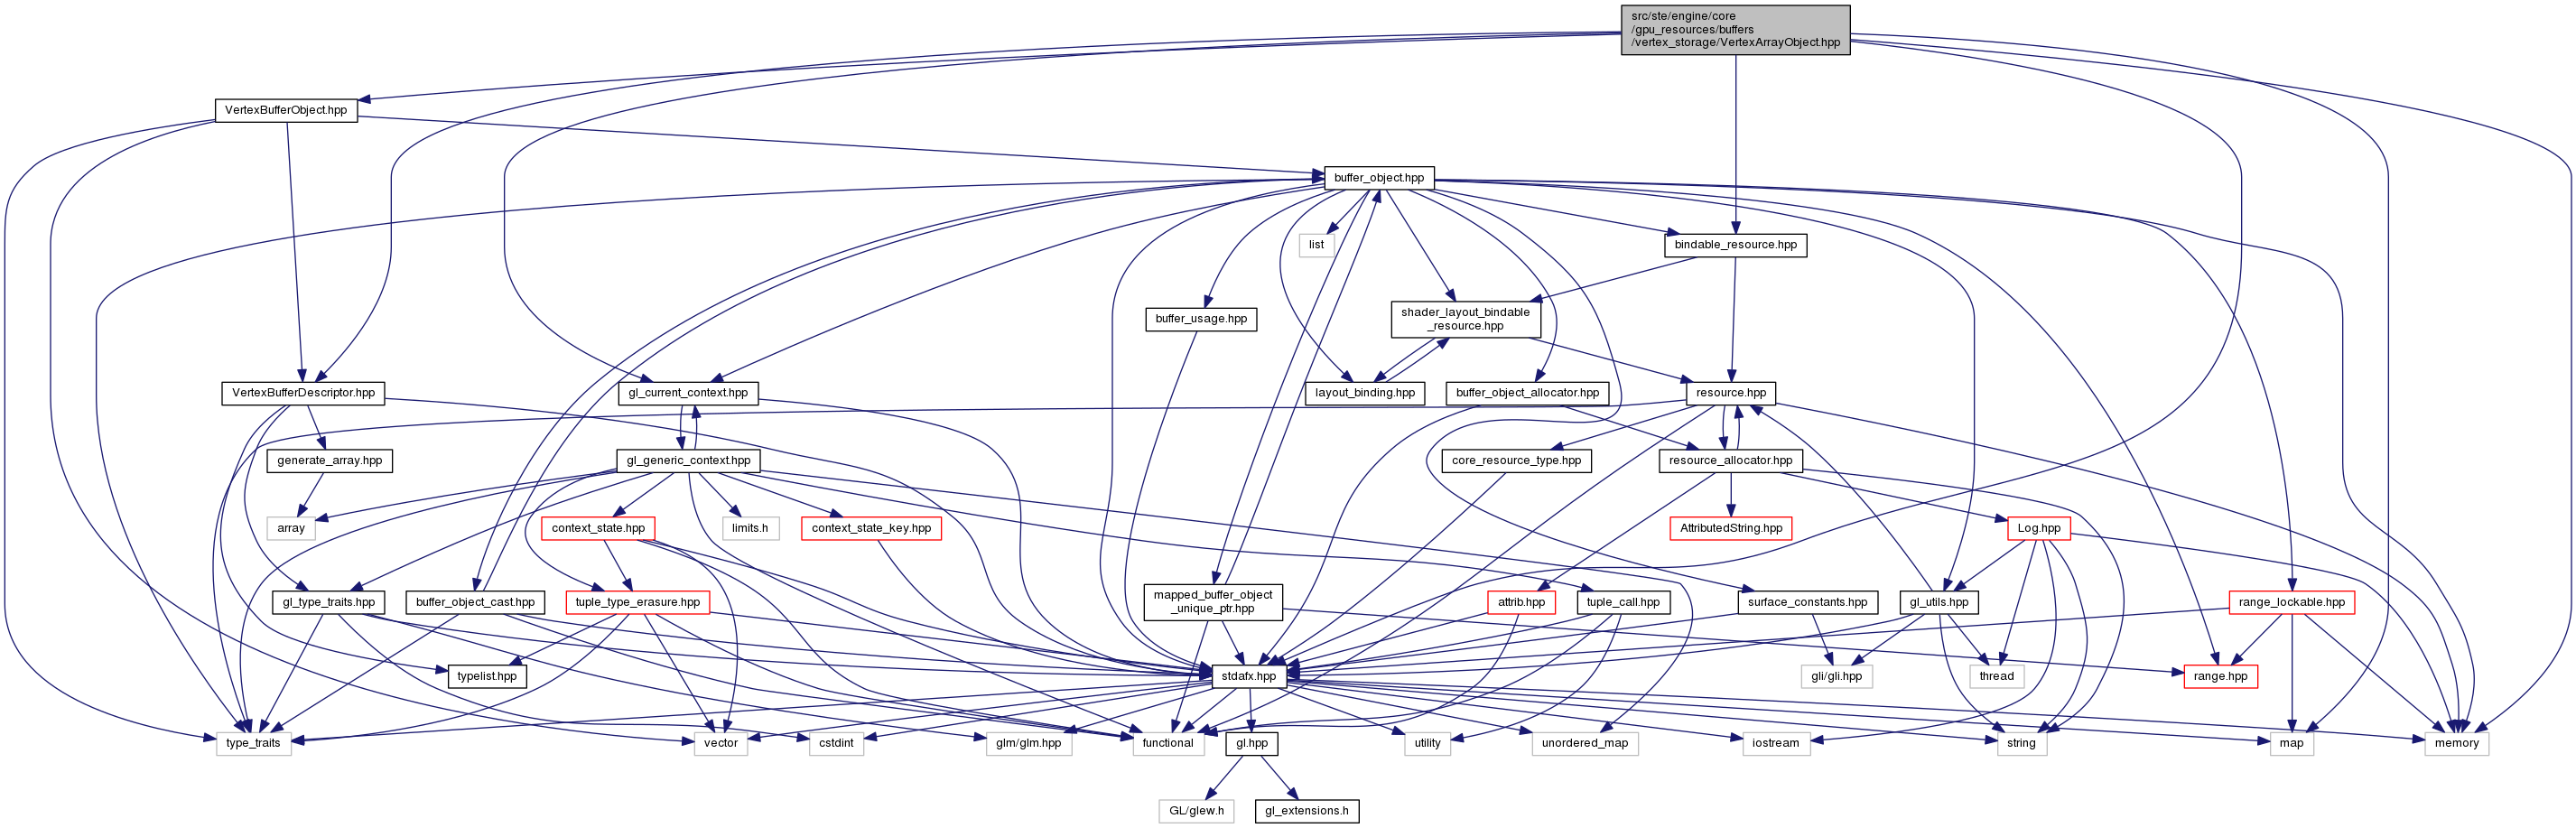 src/ste/engine/core
/gpu_resources/buffers
/vertex_storage/VertexArrayObject.hpp
VertexBufferObject.hpp
buffer_object.hpp
list
bindable_resource.hpp
buffer_usage.hpp
shader_layout_bindable
_resource.hpp
VertexBufferDescriptor.hpp
gl_current_context.hpp
layout_binding.hpp
buffer_object_allocator.hpp
resource.hpp
generate_array.hpp
gl_generic_context.hpp
core_resource_type.hpp
resource_allocator.hpp
array
context_state.hpp
limits.h
context_state_key.hpp
AttributedString.hpp
Log.hpp
gl_type_traits.hpp
buffer_object_cast.hpp
tuple_type_erasure.hpp
mapped_buffer_object
_unique_ptr.hpp
attrib.hpp
tuple_call.hpp
surface_constants.hpp
gl_utils.hpp
range_lockable.hpp
typelist.hpp
stdafx.hpp
gli/gli.hpp
thread
range.hpp
type_traits
vector
cstdint
glm/glm.hpp
functional
gl.hpp
utility
unordered_map
iostream
string
map
memory
GL/glew.h
gl_extensions.h